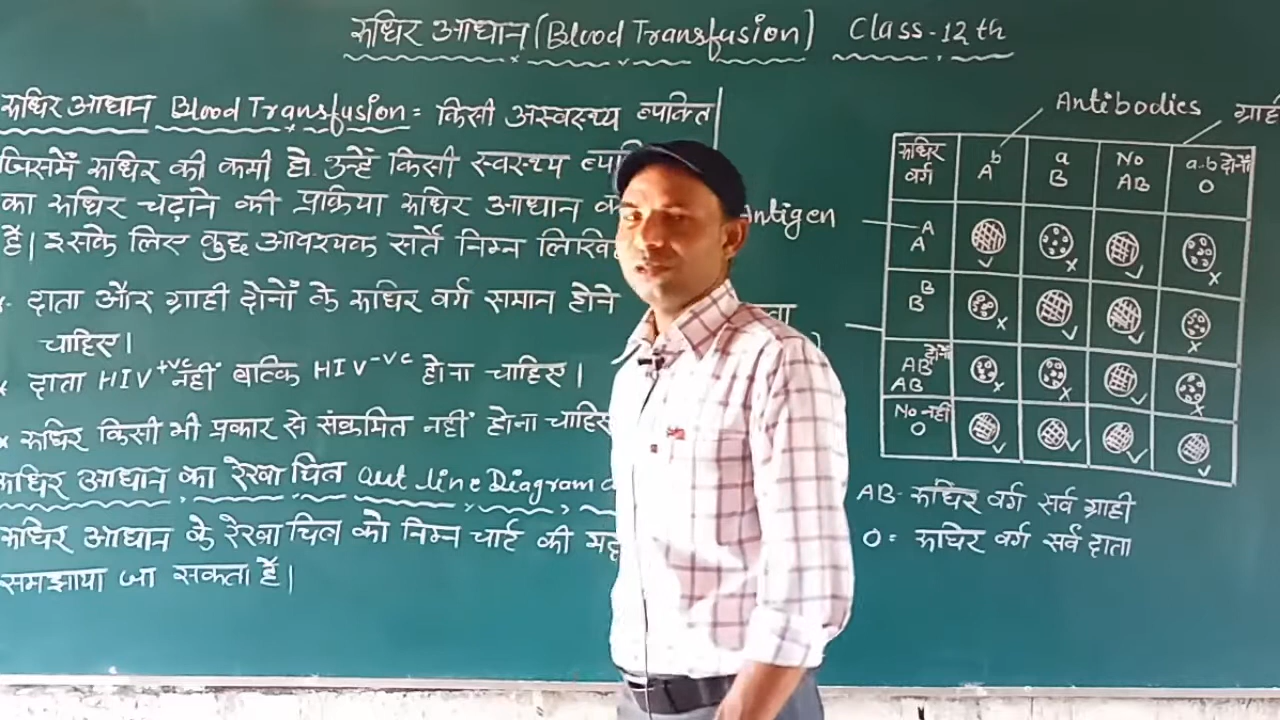 रुधिर आधान (Blood Transfusion) Class-12th
रुधिर आधान Blood Transfusion = किसी अस्वस्थ्य व्यक्ति
जिसमें रुधिर की कमी हो उन्हें किसी स्वस्थ्य
का रुधिर चढ़ाने की प्रक्रिया रुधिर आधान
हैं। इसके लिए कुछ आवश्यक सर्ते निम्न
* दाता और ग्राही दोनों के रुधिर वर्ग समान होने
चाहिए।
* दाता HIV+ve नहीं बल्कि HIV-ve होना चाहिए।
* रुधिर किसी भी प्रकार से संक्रमित नहीं होना चाहिए
रुधिर आधान का रेखा चित्र Out line Diagram
रुधिर आधान के रेखा चित्र को निम्न चार्ट की
समझाया जा सकता हैं।
Antibodies ग्राही
रुधिर वर्ग b A a B No AB a-b दोनों O
Antigen
A A ✓ × ✓ ×
B B × ✓ ✓ ×
AB दोनों AB × × ✓ ×
No नहीं O ✓ ✓ ✓ ✓
AB- रुधिर वर्ग सर्व ग्राही
O = रुधिर वर्ग सर्व दाता